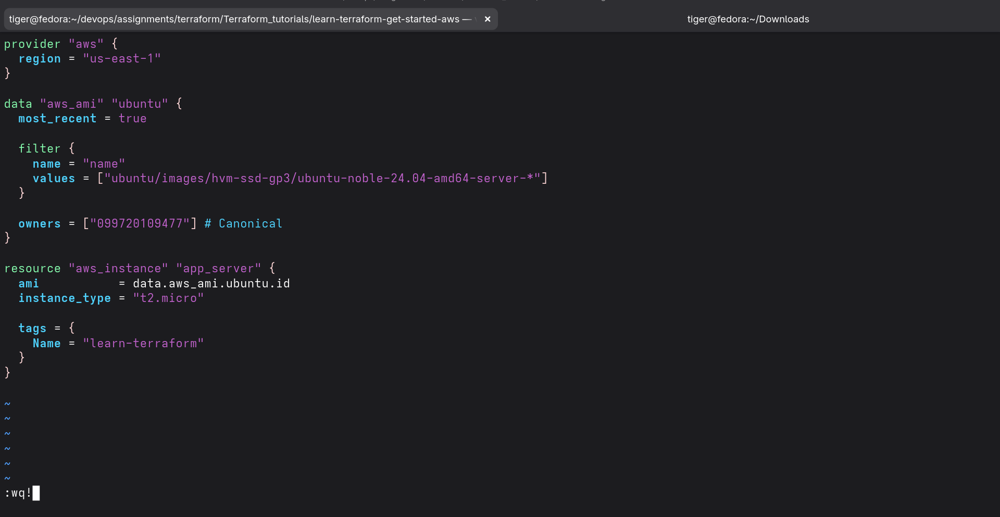 tiger@fedora:~/devops/assignments/terraform/Terraform_tutorials/learn-terraform-get-started-aws —
tiger@fedora:~/Downloads
provider "aws" {
  region = "us-east-1"
}

data "aws_ami" "ubuntu" {
  most_recent = true

  filter {
    name = "name"
    values = ["ubuntu/images/hvm-ssd-gp3/ubuntu-noble-24.04-amd64-server-*"]
  }

  owners = ["099720109477"] # Canonical
}

resource "aws_instance" "app_server" {
  ami           = data.aws_ami.ubuntu.id
  instance_type = "t2.micro"

  tags = {
    Name = "learn-terraform"
  }
}

~
~
~
~
~
~
:wq!